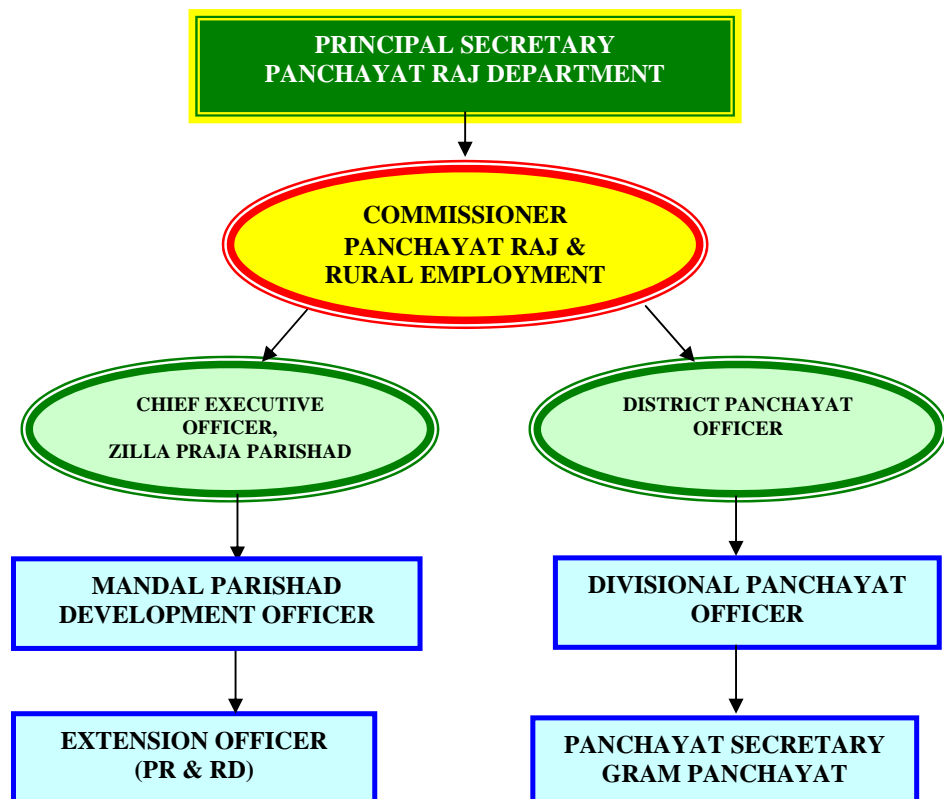 PRINCIPAL SECRETARY
PANCHAYAT RAJ DEPARTMENT
COMMISSIONER
PANCHAYAT RAJ &
RURAL EMPLOYMENT
CHIEF EXECUTIVE
OFFICER,
ZILLA PRAJA PARISHAD
DISTRICT PANCHAYAT
OFFICER
MANDAL PARISHAD
DEVELOPMENT OFFICER
DIVISIONAL PANCHAYAT
OFFICER
EXTENSION OFFICER
(PR & RD)
PANCHAYAT SECRETARY
GRAM PANCHAYAT